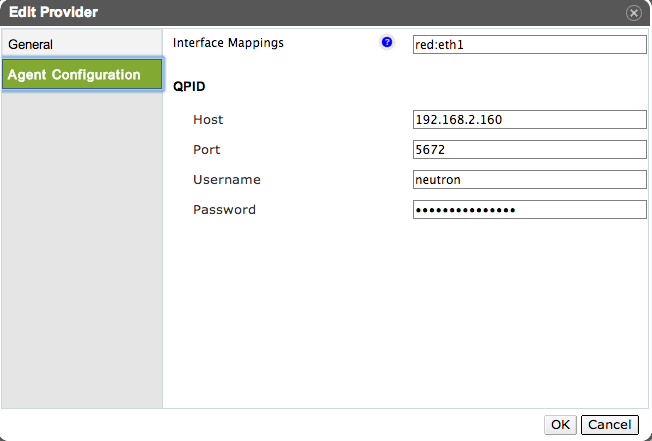 Edit Provider
General
Agent Configuration
Interface Mappings ? red:eth1
QPID
Host 192.168.2.160
Port 5672
Username neutron
Password •••••••••••••••
OK Cancel